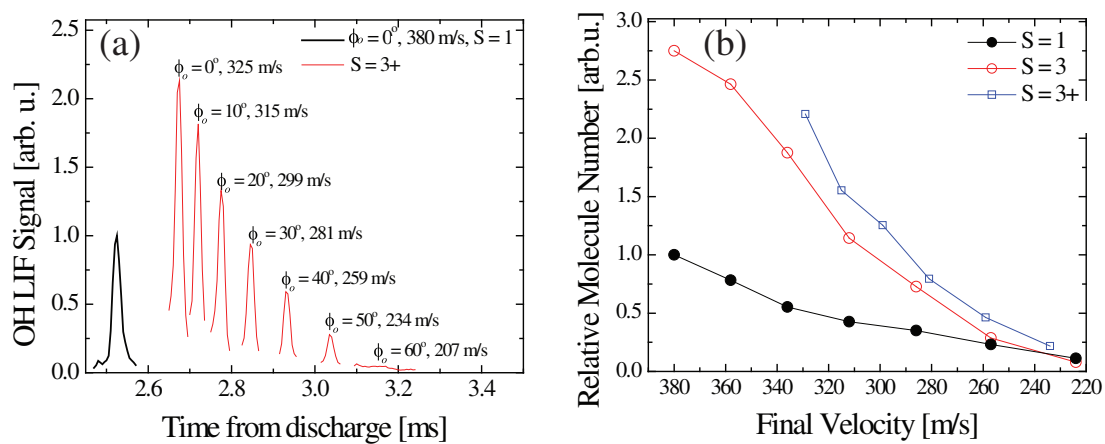 (a)
ϕₒ = 0°, 380 m/s, S = 1
S = 3+
ϕₒ = 0°, 325 m/s
ϕₒ = 10°, 315 m/s
ϕₒ = 20°, 299 m/s
ϕₒ = 30°, 281 m/s
ϕₒ = 40°, 259 m/s
ϕₒ = 50°, 234 m/s
ϕₒ = 60°, 207 m/s
2.5
2.0
1.5
1.0
0.5
0.0
OH LIF Signal [arb. u.]
2.6 2.8 3.0 3.2 3.4
Time from discharge [ms]
(b)
S = 1
S = 3
S = 3+
3.0
2.5
2.0
1.5
1.0
0.5
0.0
Relative Molecule Number [arb.u.]
380 360 340 320 300 280 260 240 220
Final Velocity [m/s]